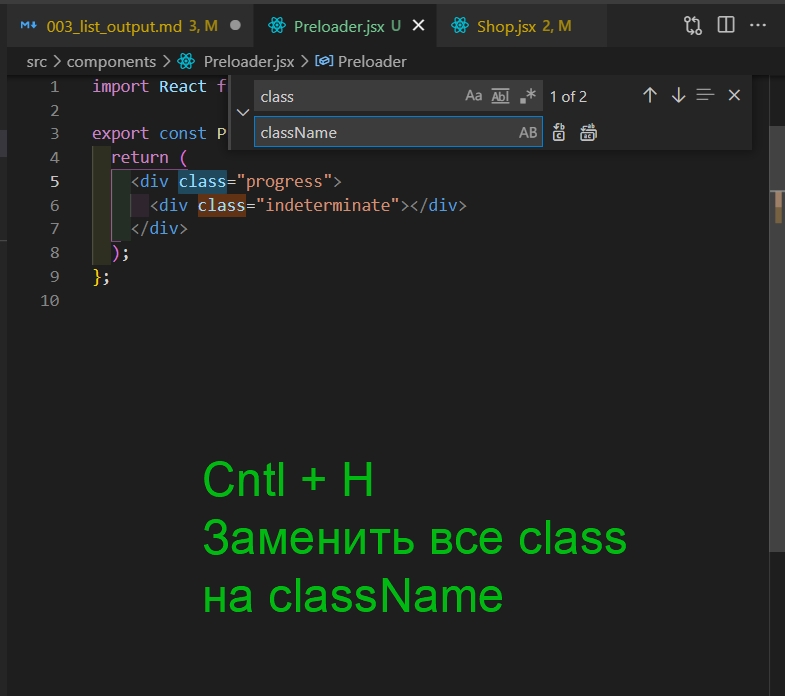 003_list_output.md 3, M
Preloader.jsx U
Shop.jsx 2, M
src > components > Preloader.jsx > Preloader
class Aa Abl .* 1 of 2
className AB
1 import React f
2
3 export const P
4 return (
5 <div class="progress">
6 <div class="indeterminate"></div>
7 </div>
8 );
9 };
10
Cntl + H
Заменить все class
на className